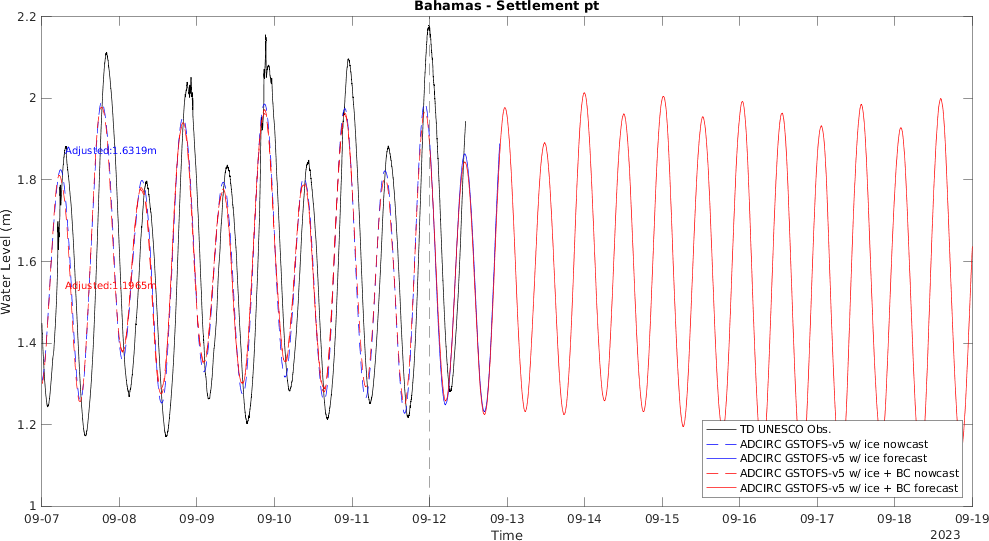 Bahamas - Settlement pt
Water Level (m)
2.2
2
1.8
1.6
1.4
1.2
1
Adjusted:1.6319m
Adjusted:1.1965m
TD UNESCO Obs.
ADCIRC GSTOFS-v5 w/ ice nowcast
ADCIRC GSTOFS-v5 w/ ice forecast
ADCIRC GSTOFS-v5 w/ ice + BC nowcast
ADCIRC GSTOFS-v5 w/ ice + BC forecast
09-07 09-08 09-09 09-10 09-11 09-12 09-13 09-14 09-15 09-16 09-17 09-18 09-19
Time
2023